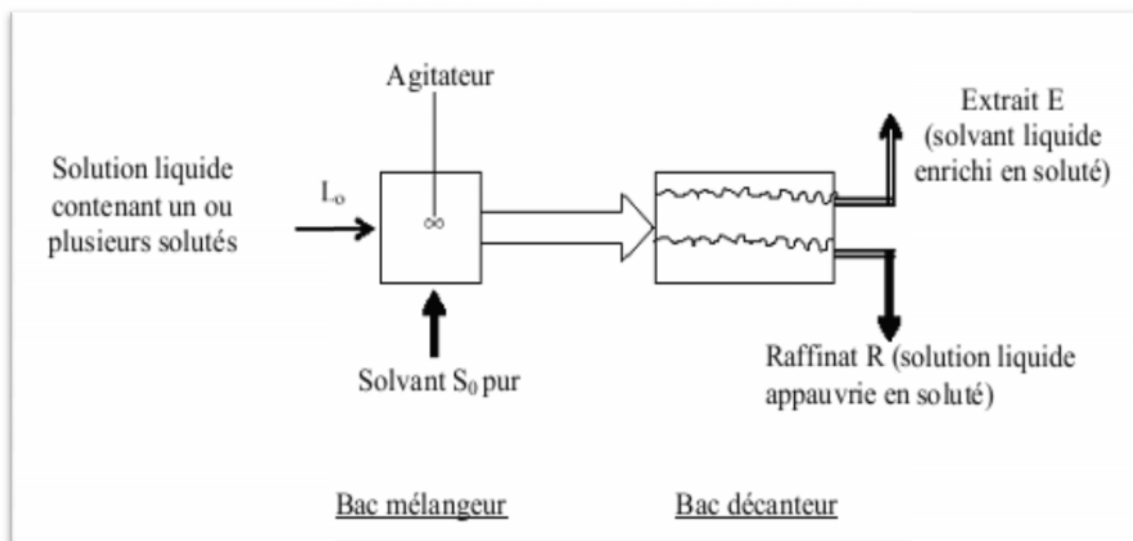 Agitateur
Solution liquide
contenant un ou
plusieurs solutés
L₀
∞
Solvant S₀ pur
Extrait E
(solvant liquide
enrichi en soluté)
Raffinat R (solution liquide
appauvrie en soluté)
Bac mélangeur
Bac décanteur